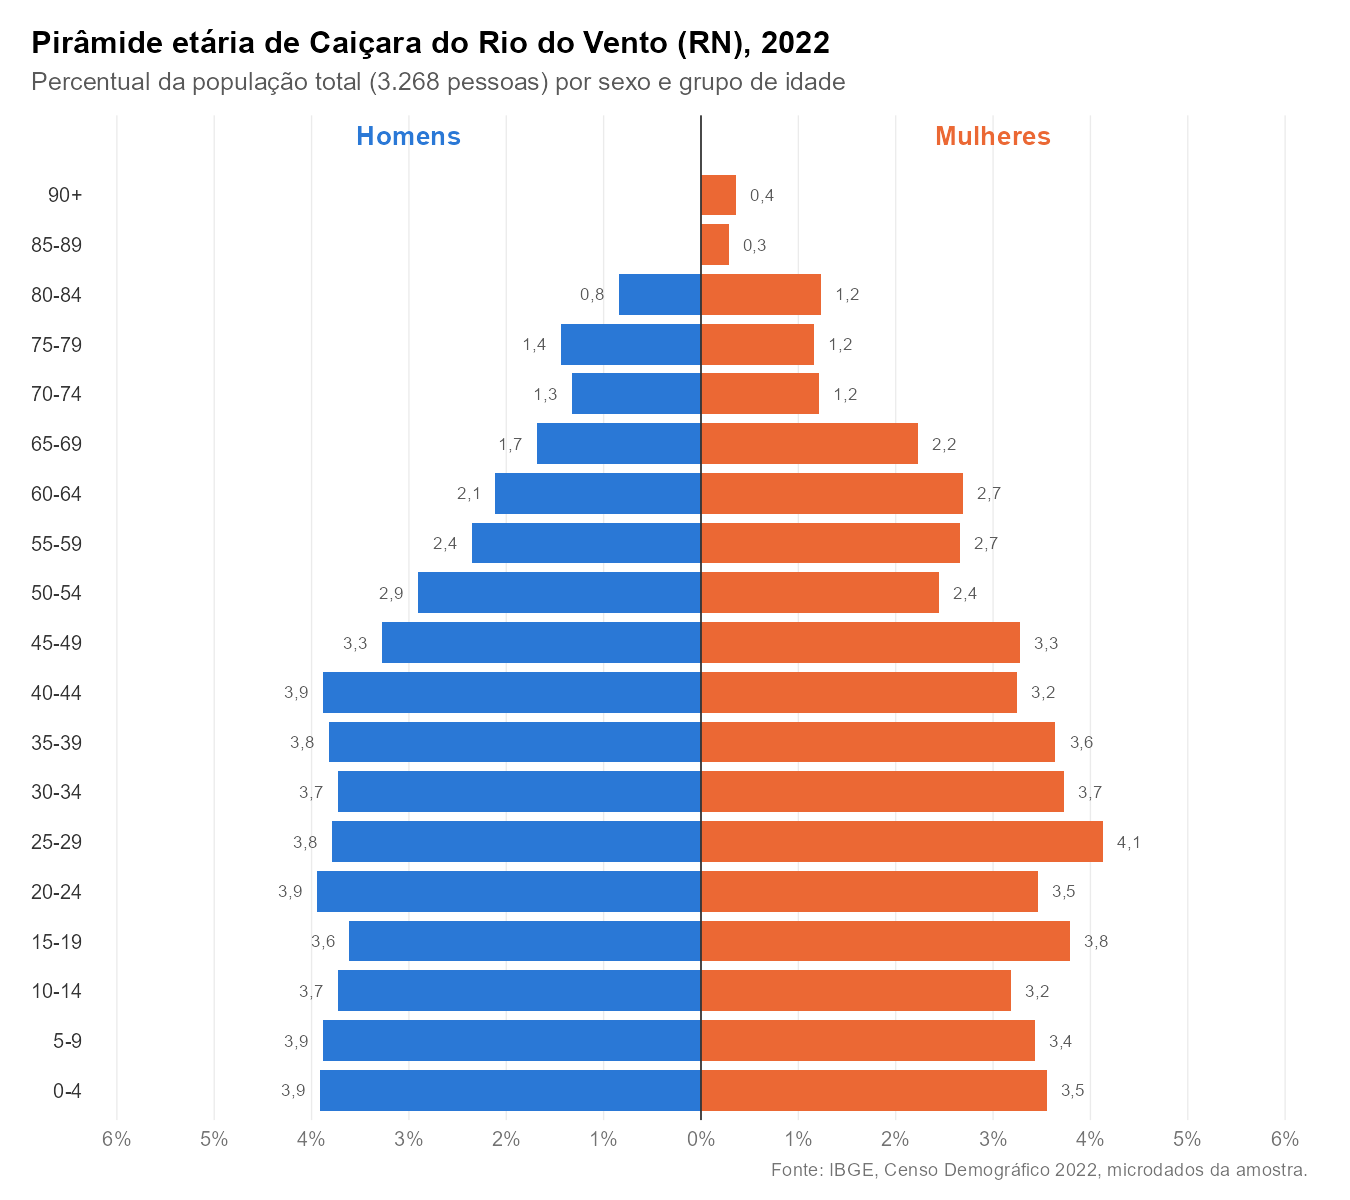 Pirâmide etária de Caiçara do Rio do Vento (RN), 2022
Percentual da população total (3.268 pessoas) por sexo e grupo de idade
Homens Mulheres
90+ 0,4
85-89 0,3
80-84 0,8 1,2
75-79 1,4 1,2
70-74 1,3 1,2
65-69 1,7 2,2
60-64 2,1 2,7
55-59 2,4 2,7
50-54 2,9 2,4
45-49 3,3 3,3
40-44 3,9 3,2
35-39 3,8 3,6
30-34 3,7 3,7
25-29 3,8 4,1
20-24 3,9 3,5
15-19 3,6 3,8
10-14 3,7 3,2
5-9 3,9 3,4
0-4 3,9 3,5
6% 5% 4% 3% 2% 1% 0% 1% 2% 3% 4% 5% 6%
Fonte: IBGE, Censo Demográfico 2022, microdados da amostra.